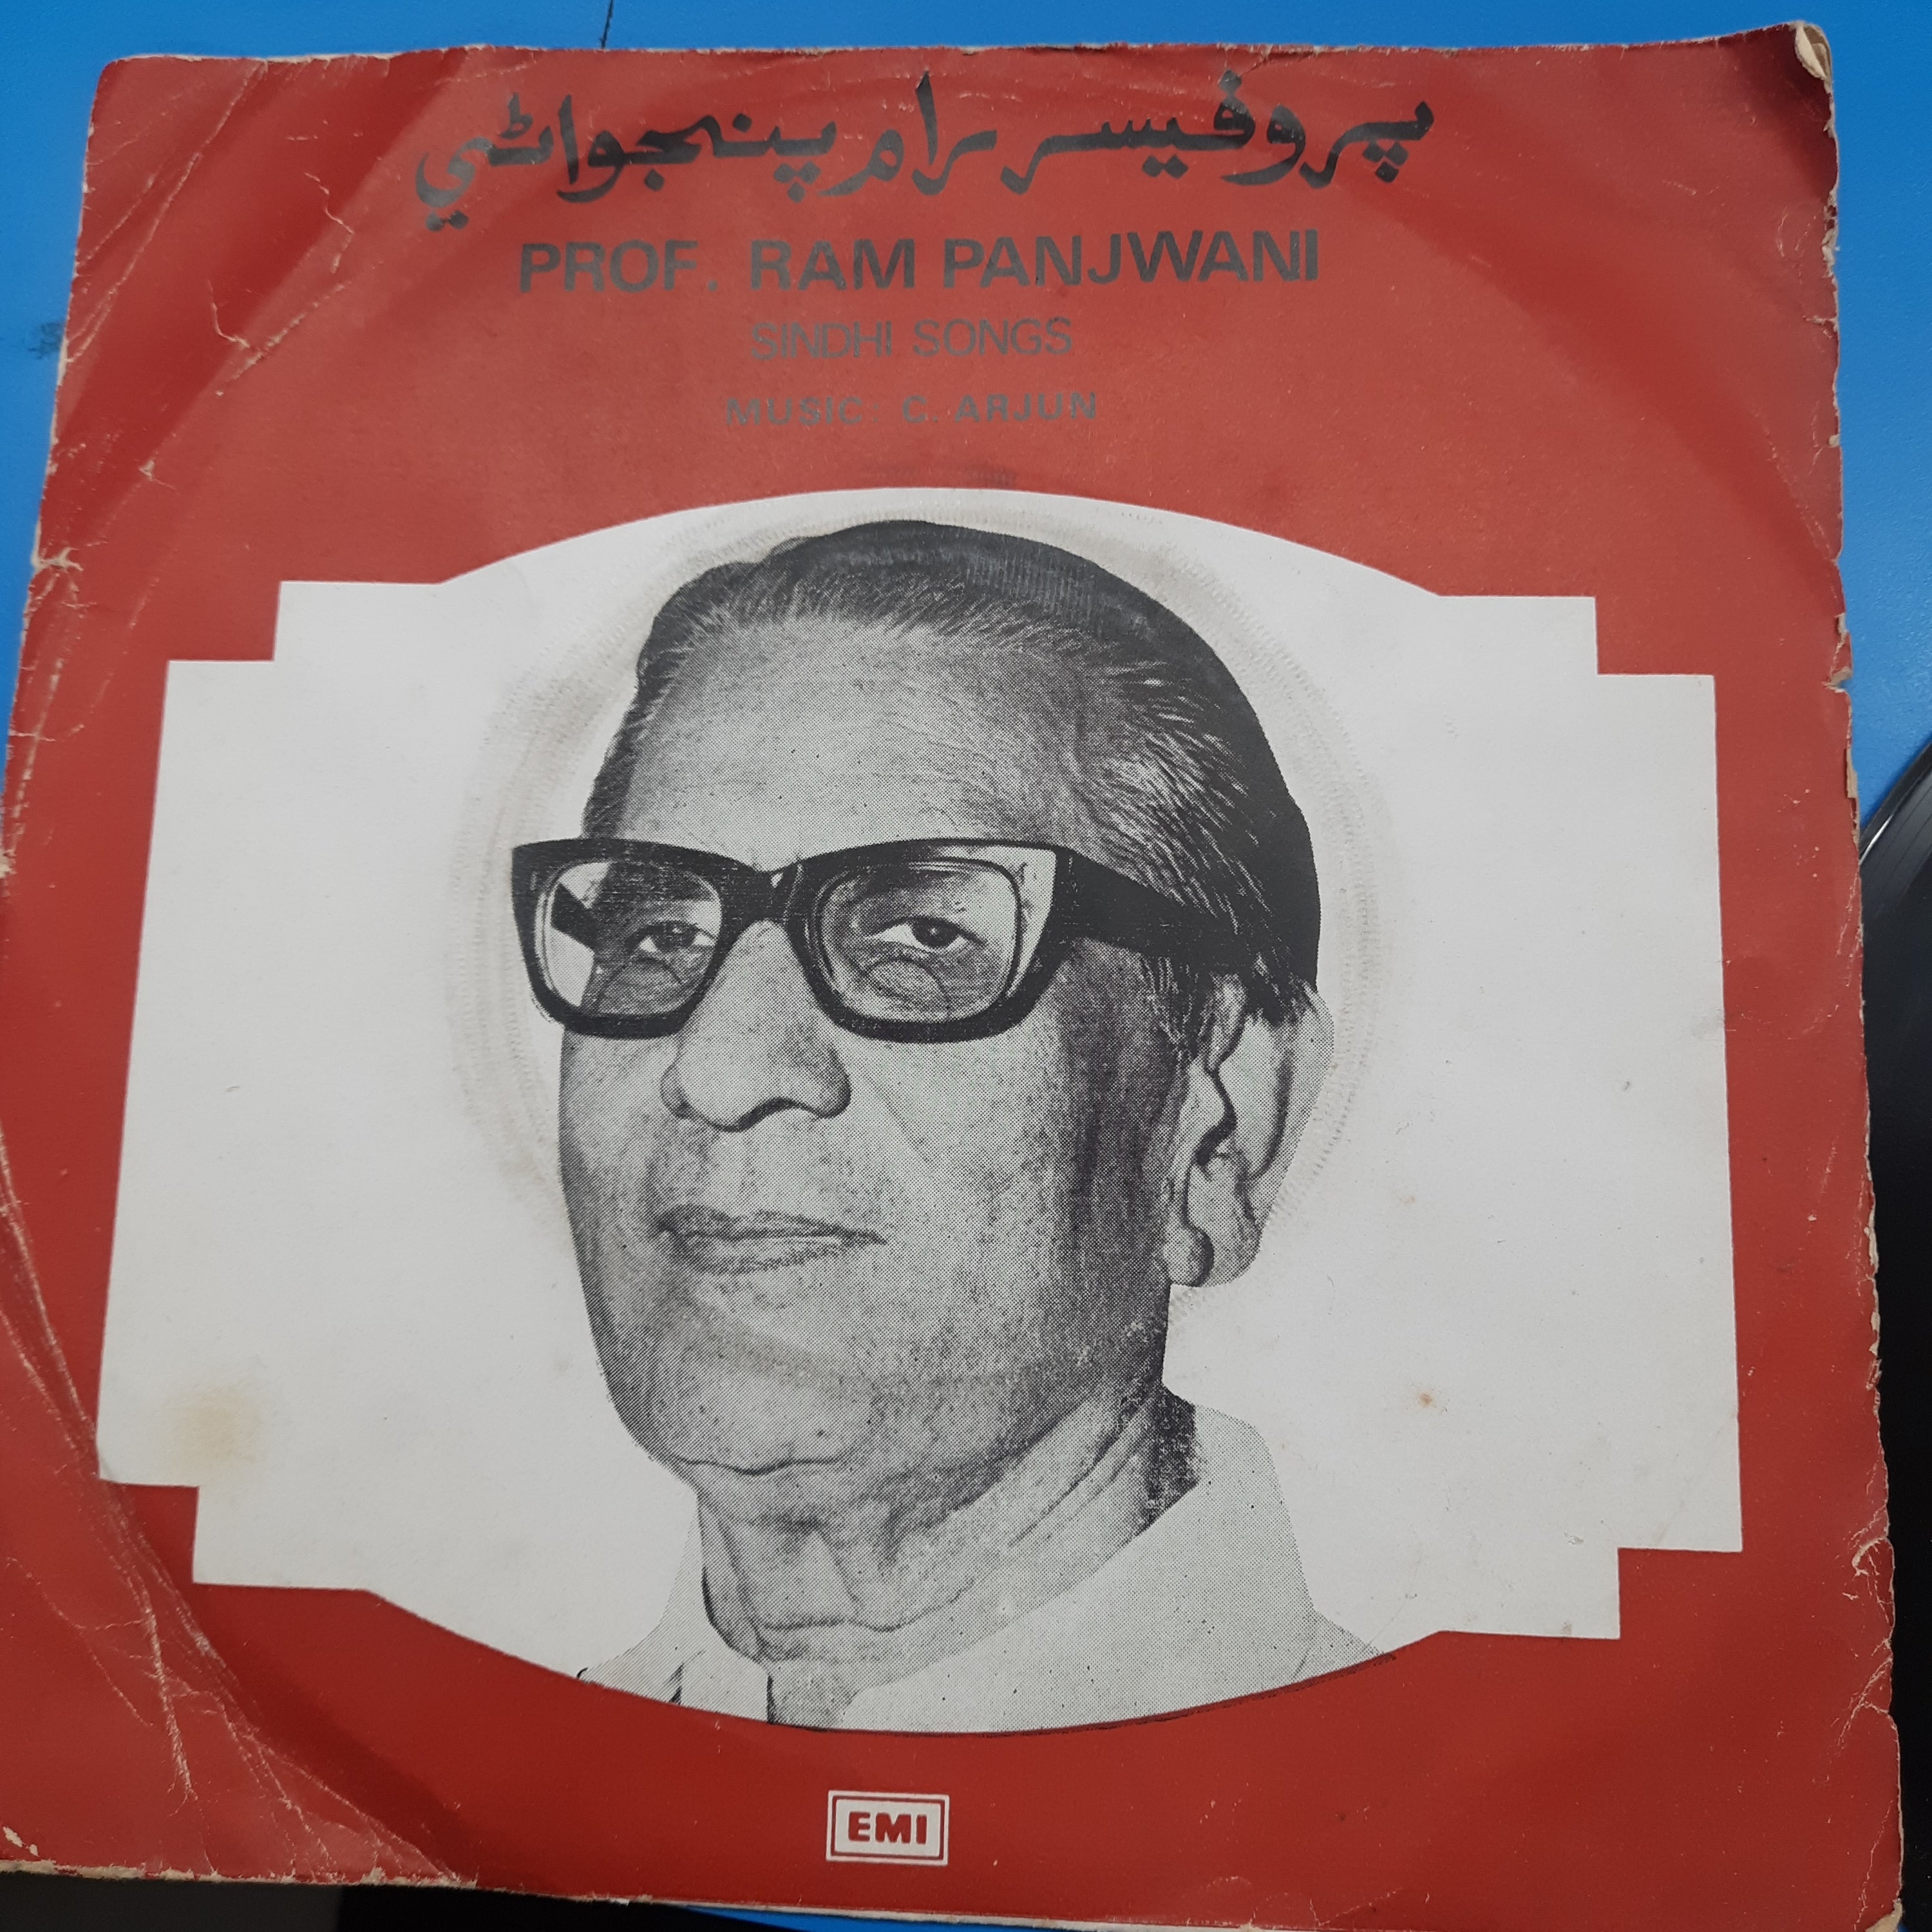 پروفيسر رام پنجواڻي
PROF. RAM PANJWANI
SINDHI SONGS
MUSIC: C. ARJUN
EMI